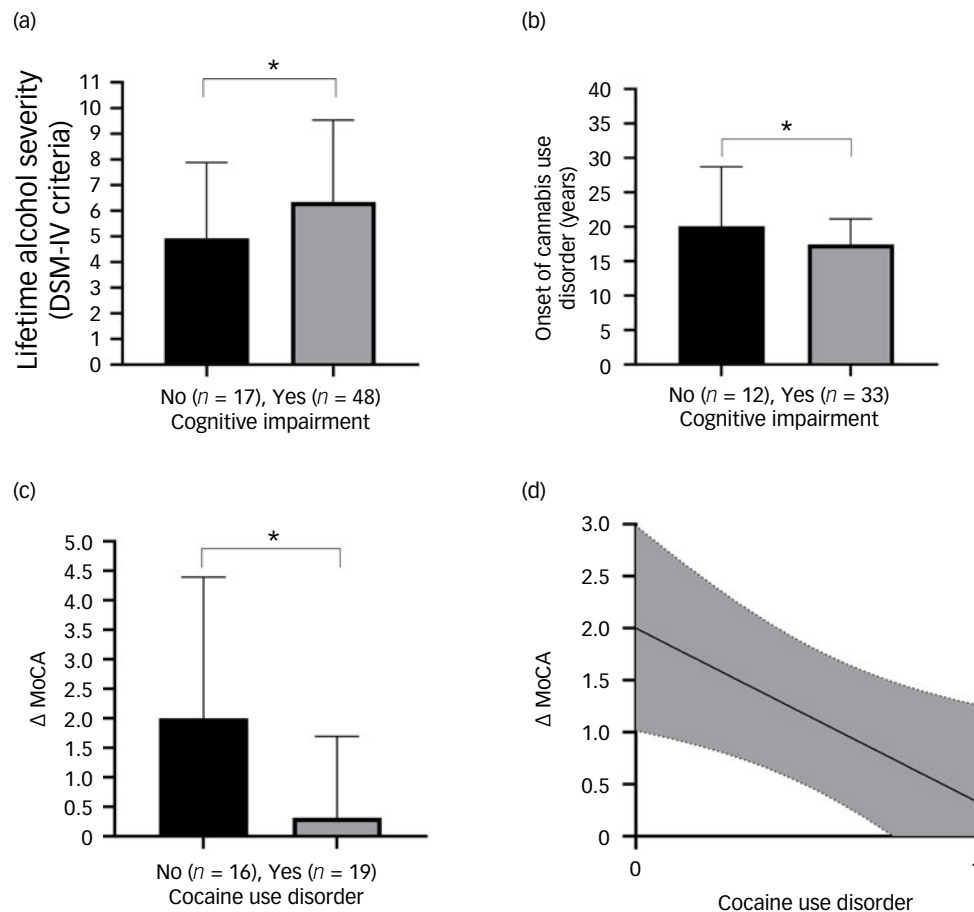 (a)
Lifetime alcohol severity
(DSM-IV criteria)
11
10
9
8
7
6
5
4
3
2
1
0
*
No (n = 17), Yes (n = 48)
Cognitive impairment
(b)
Onset of cannabis use
disorder (years)
40
35
30
25
20
15
10
5
0
*
No (n = 12), Yes (n = 33)
Cognitive impairment
(c)
Δ MoCA
5.0
4.5
4.0
3.5
3.0
2.5
2.0
1.5
1.0
0.5
0
*
No (n = 16), Yes (n = 19)
Cocaine use disorder
(d)
Δ MoCA
3.0
2.5
2.0
1.5
1.0
0.5
0
0
1
Cocaine use disorder